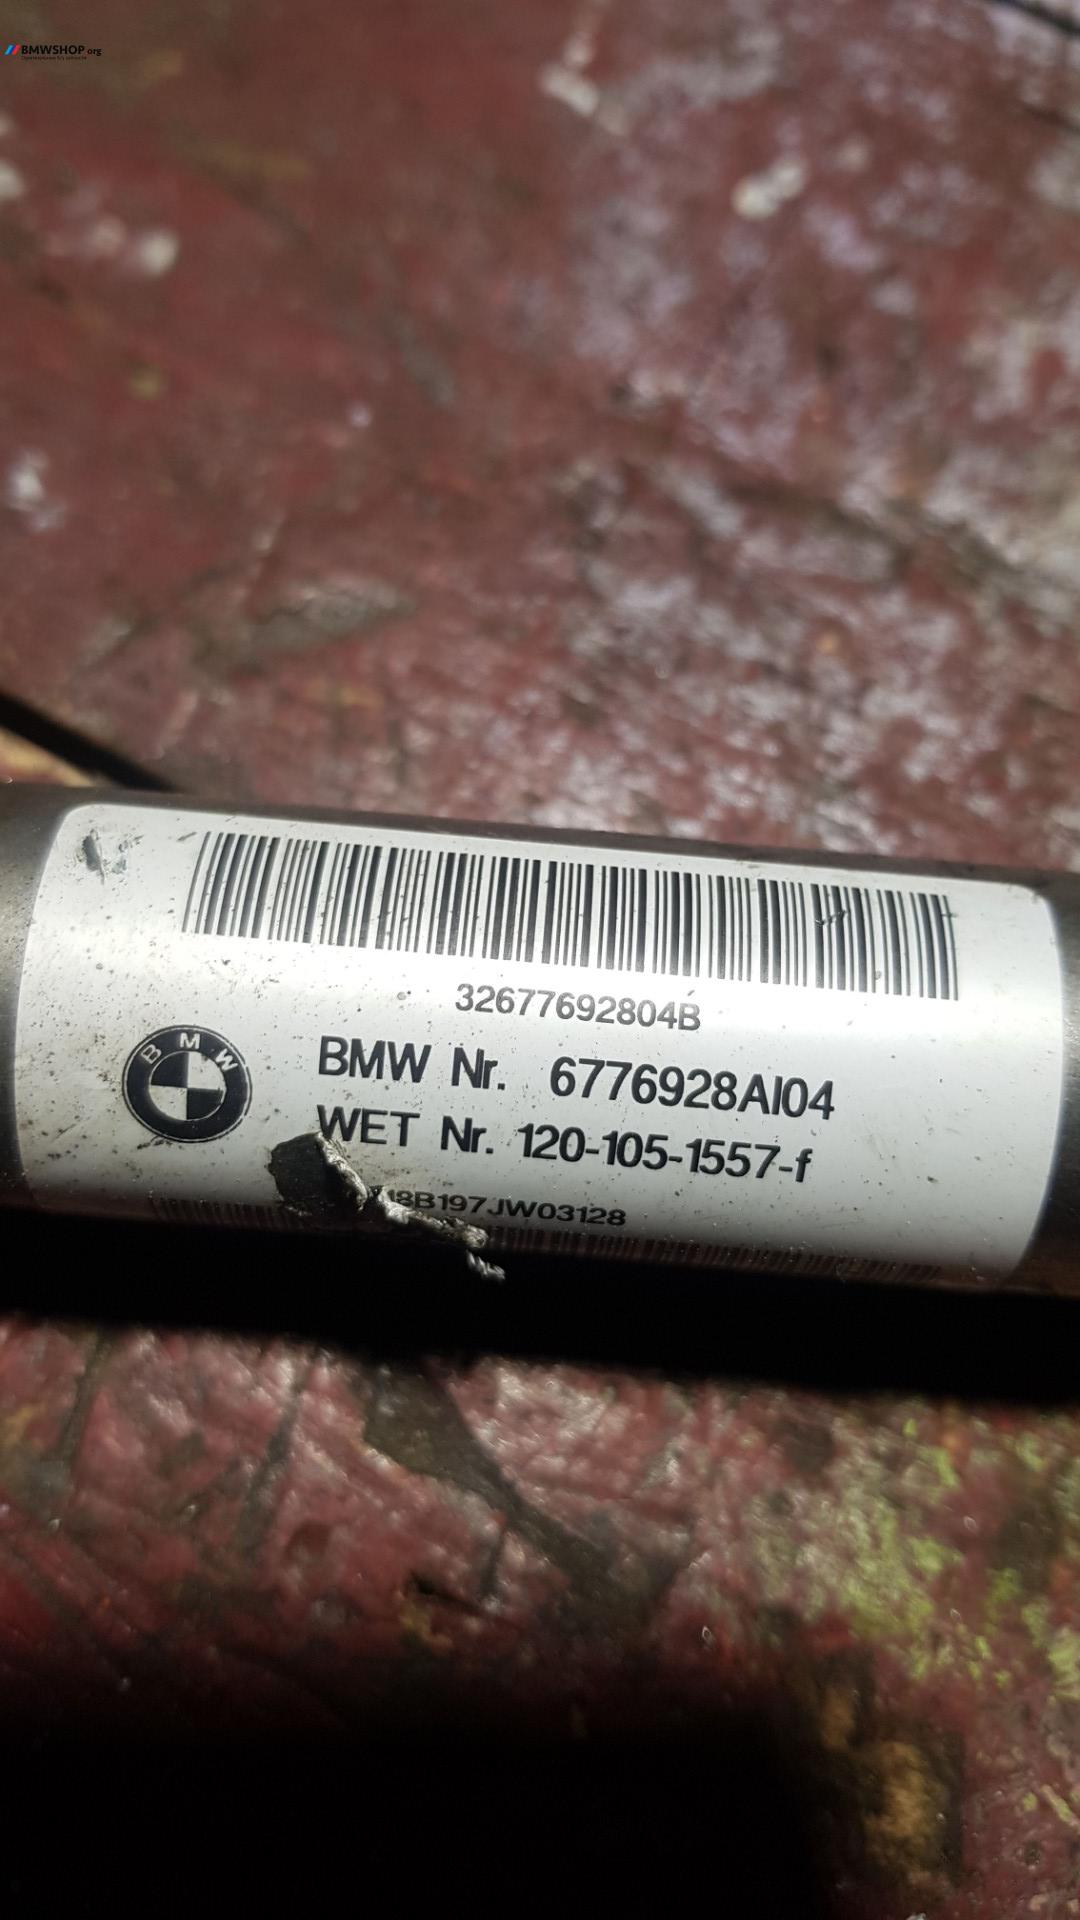 BMWSHOP.org
32677692804B
BMW
BMW Nr. 6776928AI04
WET Nr. 120-105-1557-f
18B197JW03128